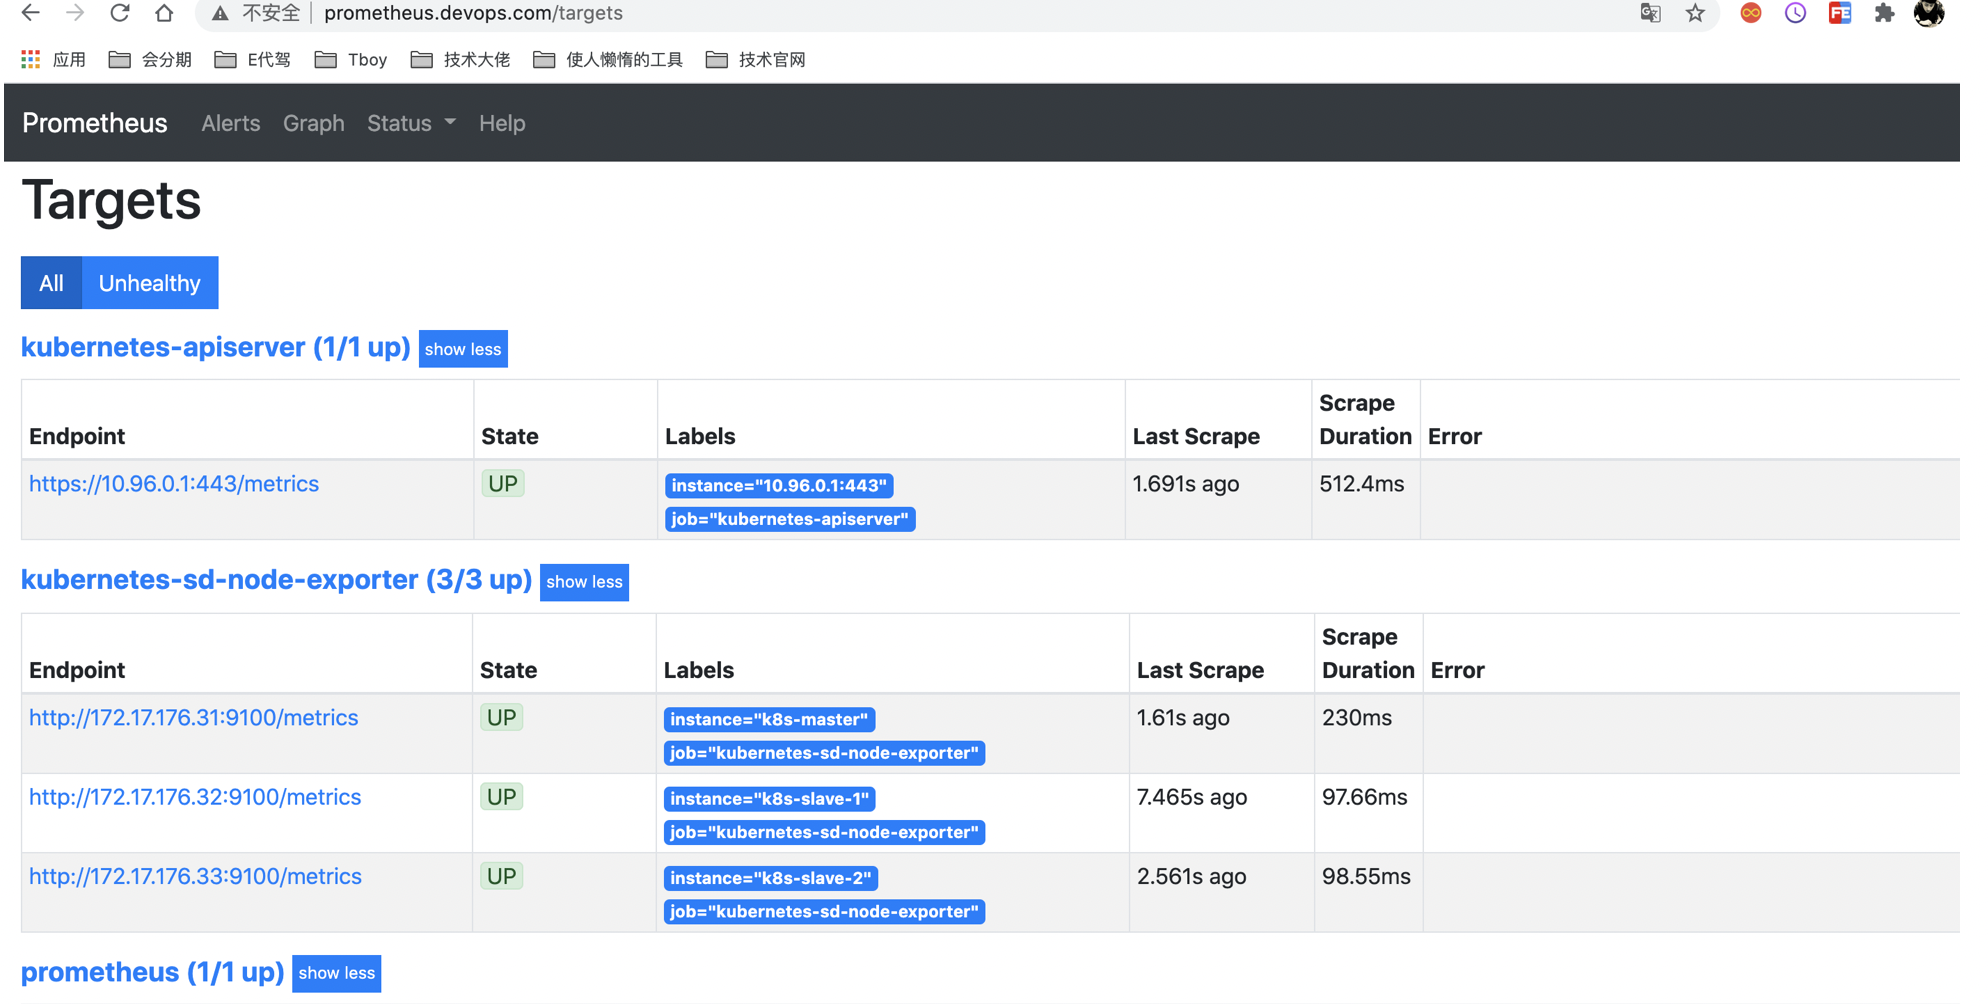 不安全 prometheus.devops.com/targets
应用 会分期 E代驾 Tboy 技术大佬 使人懒惰的工具 技术官网
Prometheus Alerts Graph Status Help
Targets
All Unhealthy
kubernetes-apiserver (1/1 up) show less
Endpoint State Labels Last Scrape Scrape Duration Error
https://10.96.0.1:443/metrics UP instance="10.96.0.1:443" 1.691s ago 512.4ms
job="kubernetes-apiserver"
kubernetes-sd-node-exporter (3/3 up) show less
Endpoint State Labels Last Scrape Scrape Duration Error
http://172.17.176.31:9100/metrics UP instance="k8s-master" 1.61s ago 230ms
job="kubernetes-sd-node-exporter"
http://172.17.176.32:9100/metrics UP instance="k8s-slave-1" 7.465s ago 97.66ms
job="kubernetes-sd-node-exporter"
http://172.17.176.33:9100/metrics UP instance="k8s-slave-2" 2.561s ago 98.55ms
job="kubernetes-sd-node-exporter"
prometheus (1/1 up) show less